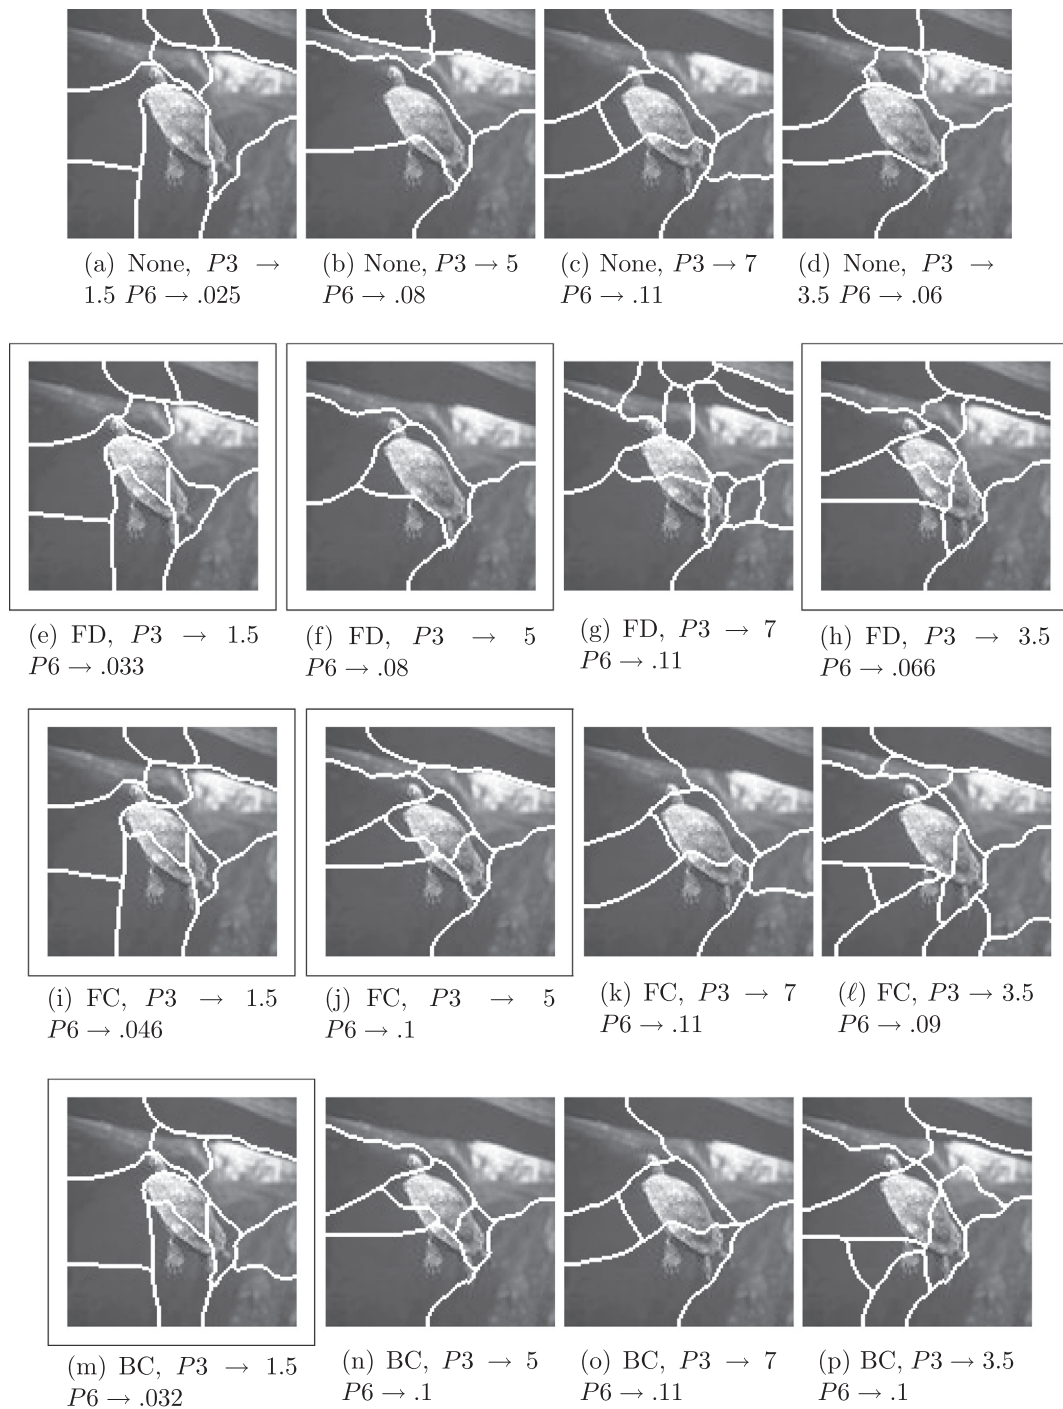 (a) None, P3 →
1.5 P6 → .025
(b) None, P3 → 5
P6 → .08
(c) None, P3 → 7
P6 → .11
(d) None, P3 →
3.5 P6 → .06
(e) FD, P3 → 1.5
P6 → .033
(f) FD, P3 → 5
P6 → .08
(g) FD, P3 → 7
P6 → .11
(h) FD, P3 → 3.5
P6 → .066
(i) FC, P3 → 1.5
P6 → .046
(j) FC, P3 → 5
P6 → .1
(k) FC, P3 → 7
P6 → .11
(ℓ) FC, P3 → 3.5
P6 → .09
(m) BC, P3 → 1.5
P6 → .032
(n) BC, P3 → 5
P6 → .1
(o) BC, P3 → 7
P6 → .11
(p) BC, P3 → 3.5
P6 → .1